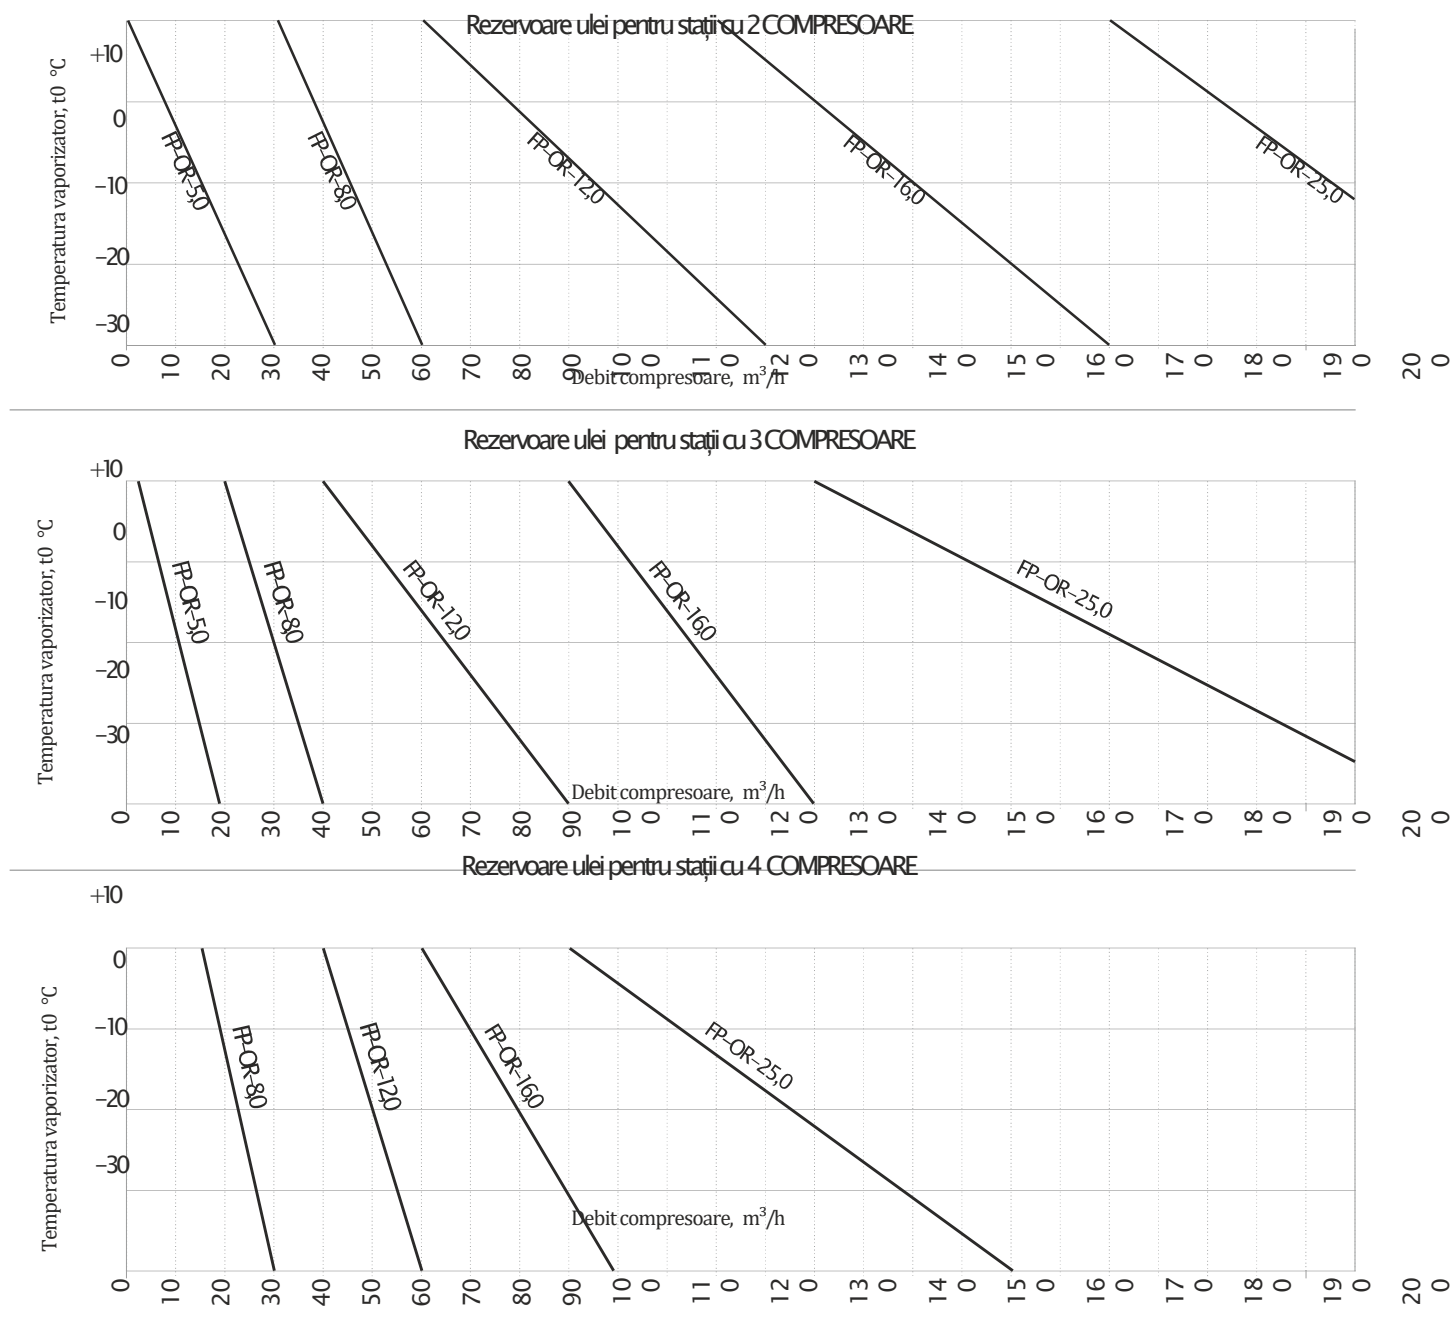 Rezervoare ulei pentru stații cu 2 COMPRESOARE
Temperatura vaporizator, t0 °C
+10
0
−10
−20
−30
FP−OR−5,0
FP−OR−8,0
FP−OR−12,0
FP−OR−16,0
FP−OR−25,0
0 10 20 30 40 50 60 70 80 90 100 110 120 130 140 150 160 170 180 190 200
Debit compresoare, m³/h
Rezervoare ulei pentru stații cu 3 COMPRESOARE
Temperatura vaporizator, t0 °C
+10
0
−10
−20
−30
FP−OR−5,0
FP−OR−8,0
FP−OR−12,0
FP−OR−16,0
FP−OR−25,0
Debit compresoare, m³/h
0 10 20 30 40 50 60 70 80 90 100 110 120 130 140 150 160 170 180 190 200
Rezervoare ulei pentru stații cu 4 COMPRESOARE
Temperatura vaporizator, t0 °C
+10
0
−10
−20
−30
FP−OR−8,0
FP−OR−12,0
FP−OR−16,0
FP−OR−25,0
Debit compresoare, m³/h
0 10 20 30 40 50 60 70 80 90 100 110 120 130 140 150 160 170 180 190 200